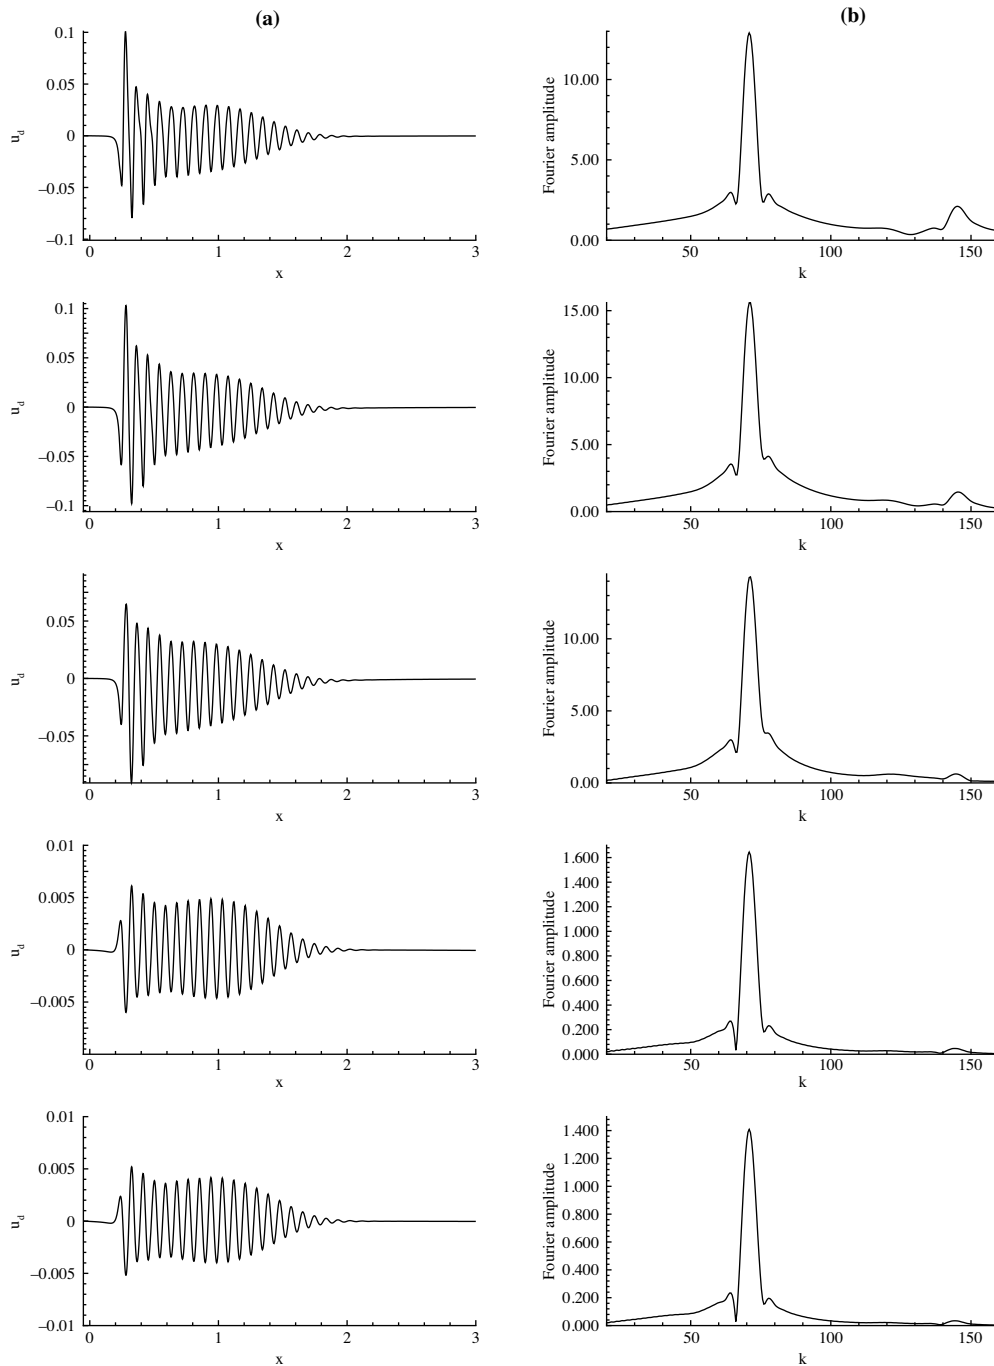 (a)
(b)
0.1
0.05
0
–0.05
–0.1
u_d
0 1 2 3
x
10.00
5.00
0.00
Fourier amplitude
50 100 150
k
0.1
0.05
0
–0.05
–0.1
u_d
0 1 2 3
x
15.00
10.00
5.00
0.00
Fourier amplitude
50 100 150
k
0.05
0
–0.05
u_d
0 1 2 3
x
10.00
5.00
0.00
Fourier amplitude
50 100 150
k
0.01
0.005
0
–0.005
u_d
0 1 2 3
x
1.600
1.400
1.200
1.000
0.800
0.600
0.400
0.200
0.000
Fourier amplitude
50 100 150
k
0.01
0.005
0
–0.005
–0.01
u_d
0 1 2 3
x
1.400
1.200
1.000
0.800
0.600
0.400
0.200
0.000
Fourier amplitude
50 100 150
k